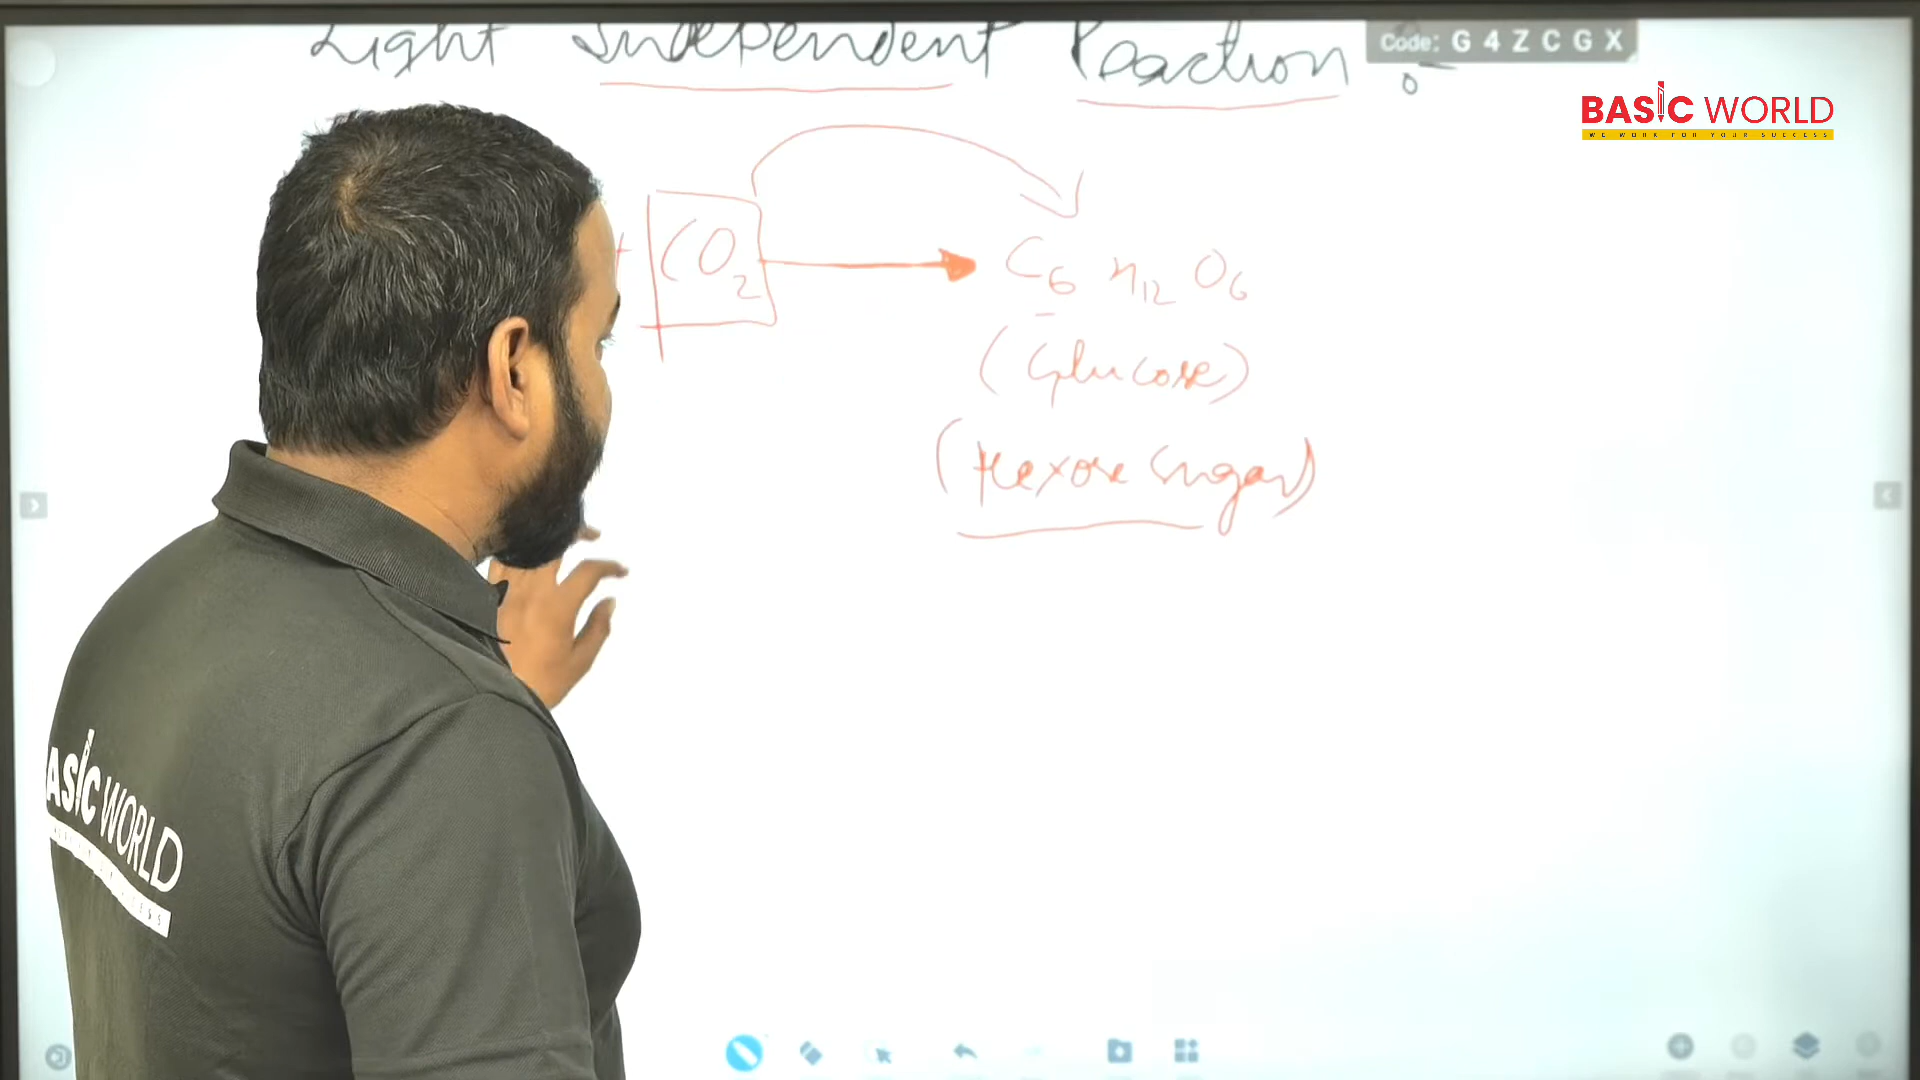 Light Independent Reaction
Code: G 4 Z C G X
BASIC WORLD
WE WORK FOR YOUR SUCCESS
+ CO2 → C6 H12 O6
(Glucose)
(Hexose Sugar)
ASIC WORLD